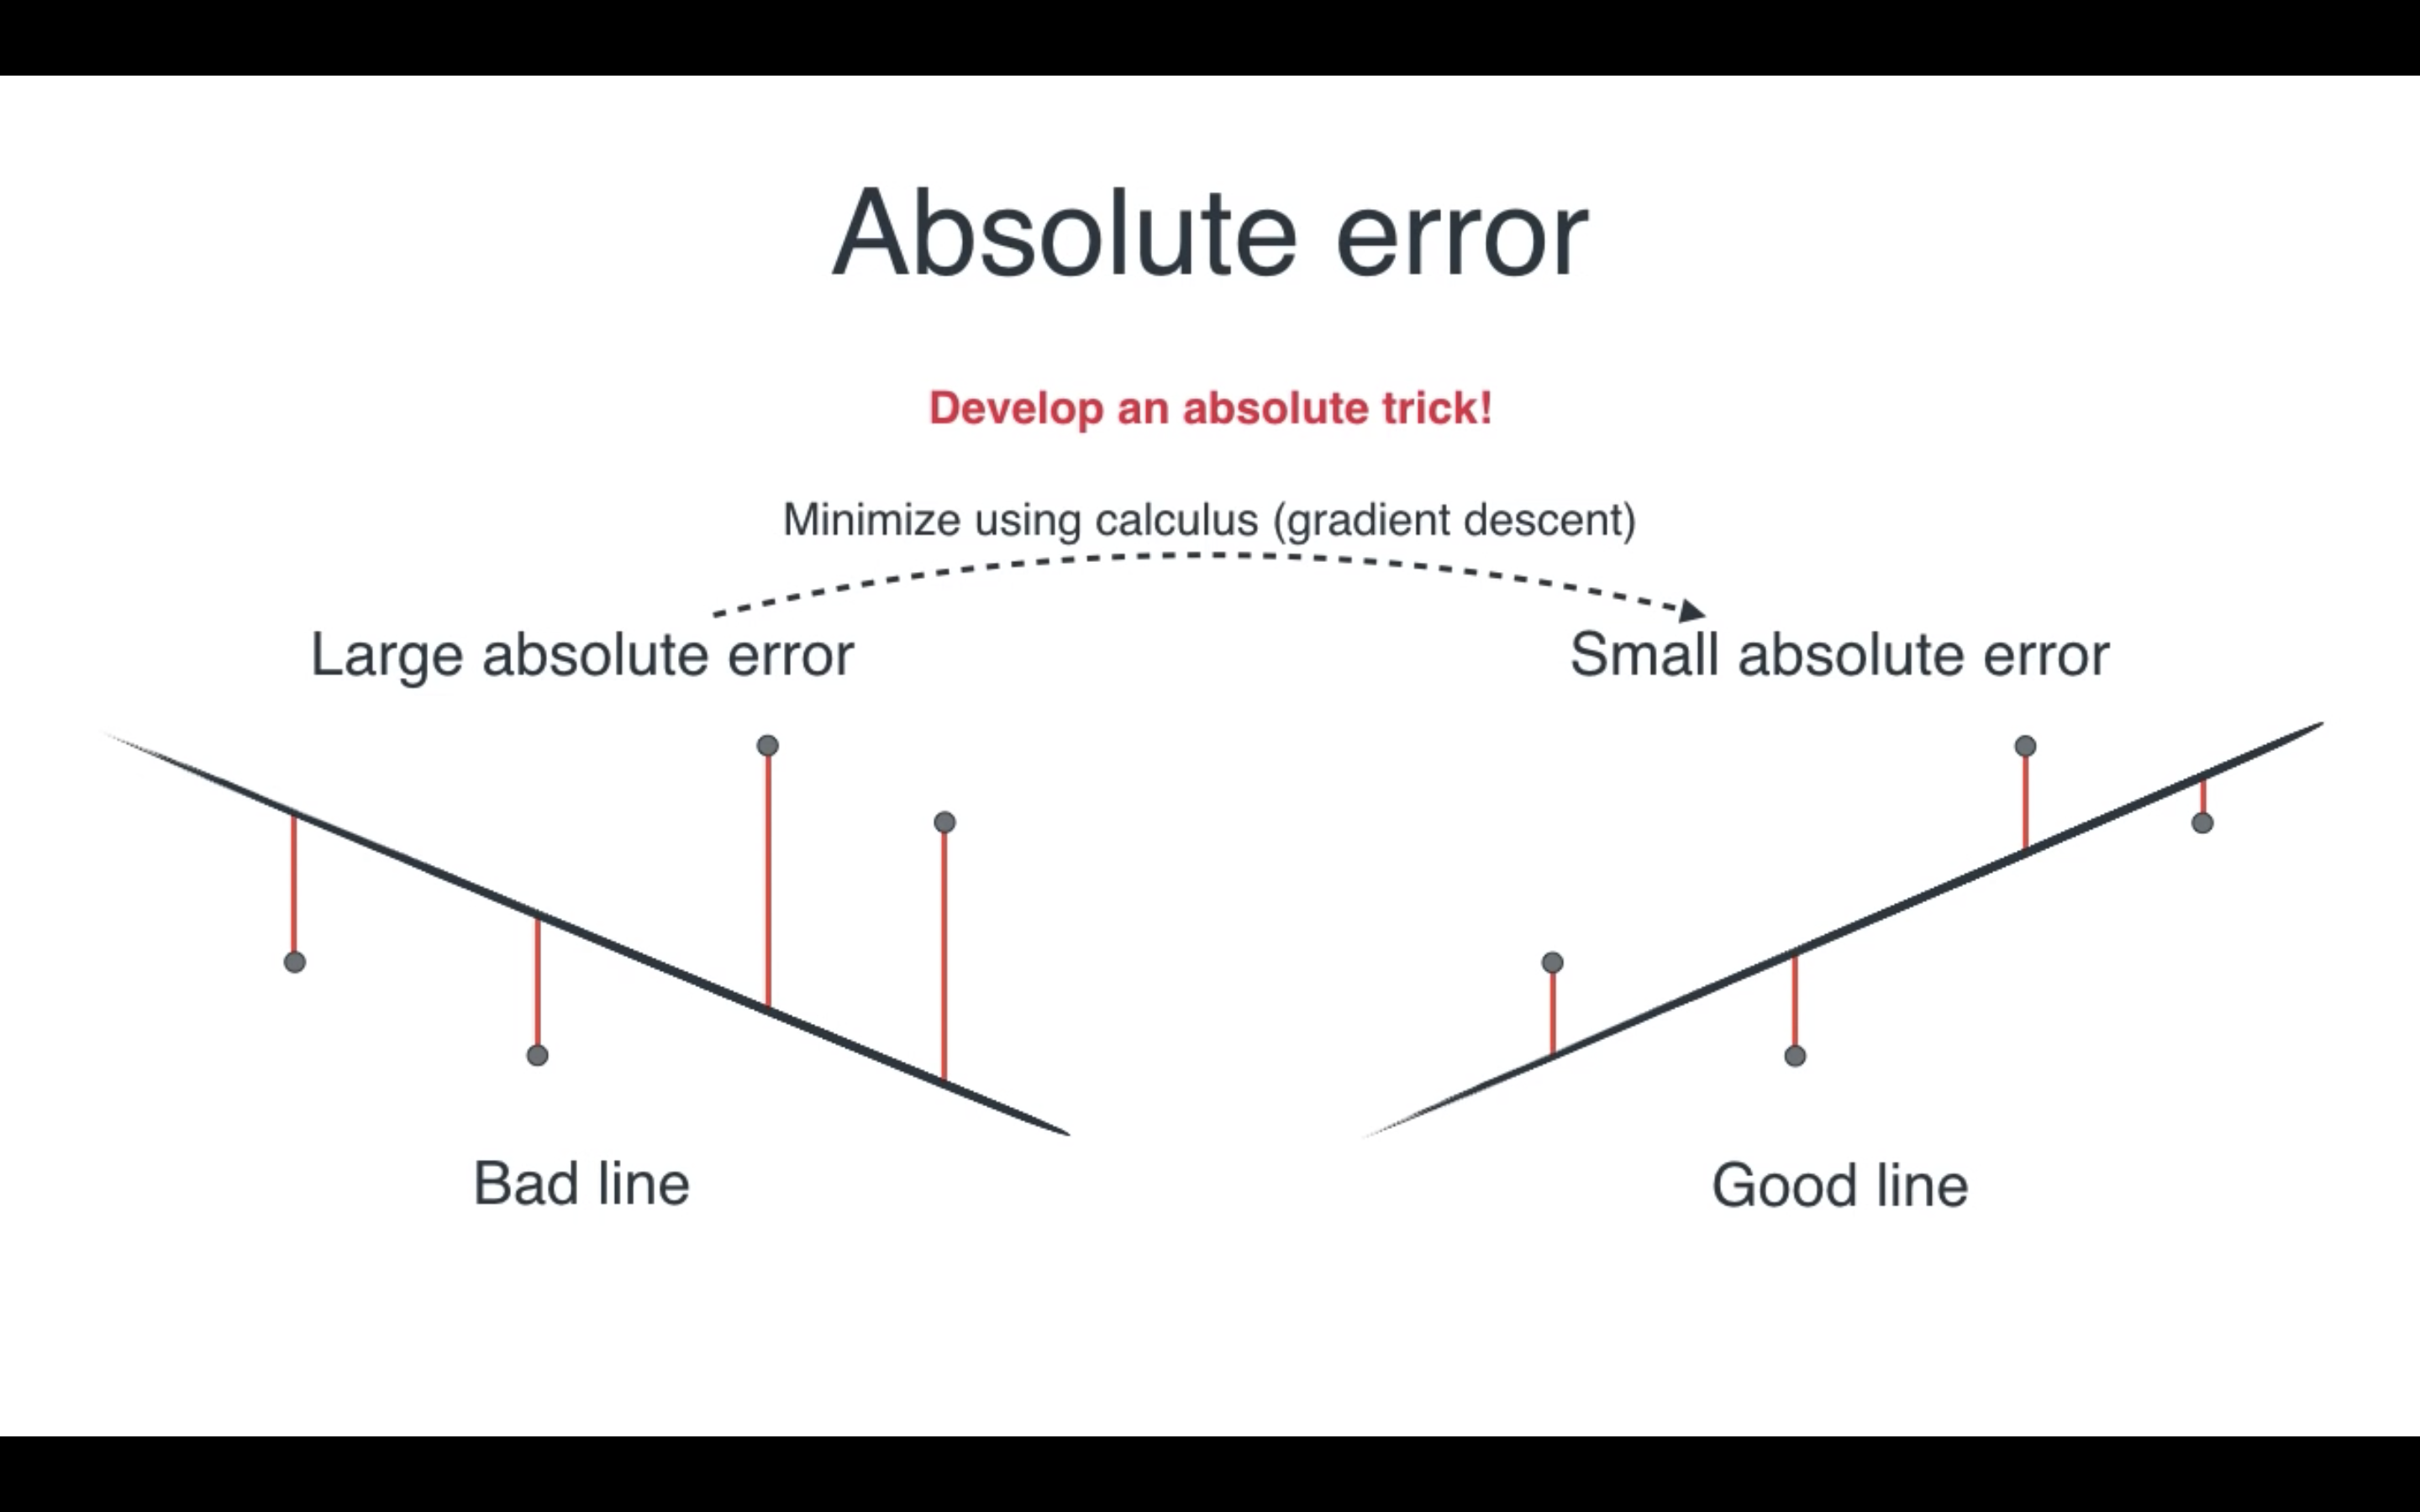 Absolute error
Develop an absolute trick!
Minimize using calculus (gradient descent)
Large absolute error
Small absolute error
Bad line
Good line